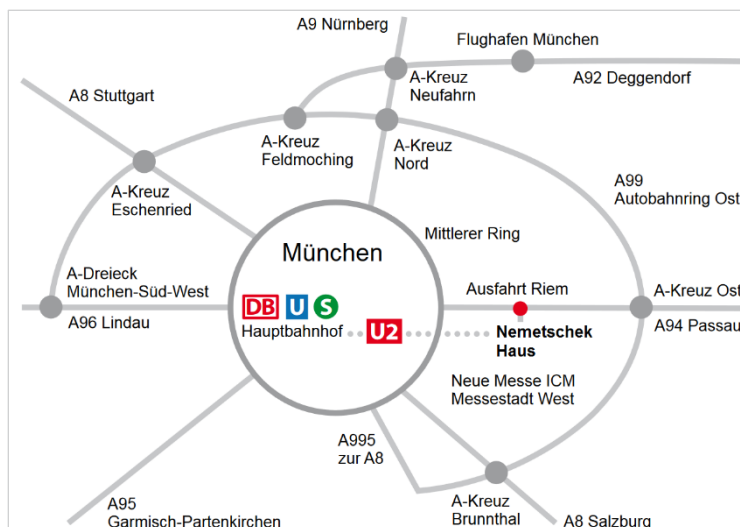 A9 Nürnberg
Flughafen München
A-Kreuz
Neufahrn
A92 Deggendorf
A8 Stuttgart
A-Kreuz
Feldmoching
A-Kreuz
Nord
A-Kreuz
Eschenried
A99
Autobahnring Ost
Mittlerer Ring
München
A-Dreieck
München-Süd-West
A96 Lindau
DB U S
Hauptbahnhof
U2
Ausfahrt Riem
A-Kreuz Ost
A94 Passau
Nemetschek
Haus
Neue Messe ICM
Messestadt West
A995
zur A8
A95
Garmisch-Partenkirchen
A-Kreuz
Brunnthal
A8 Salzburg